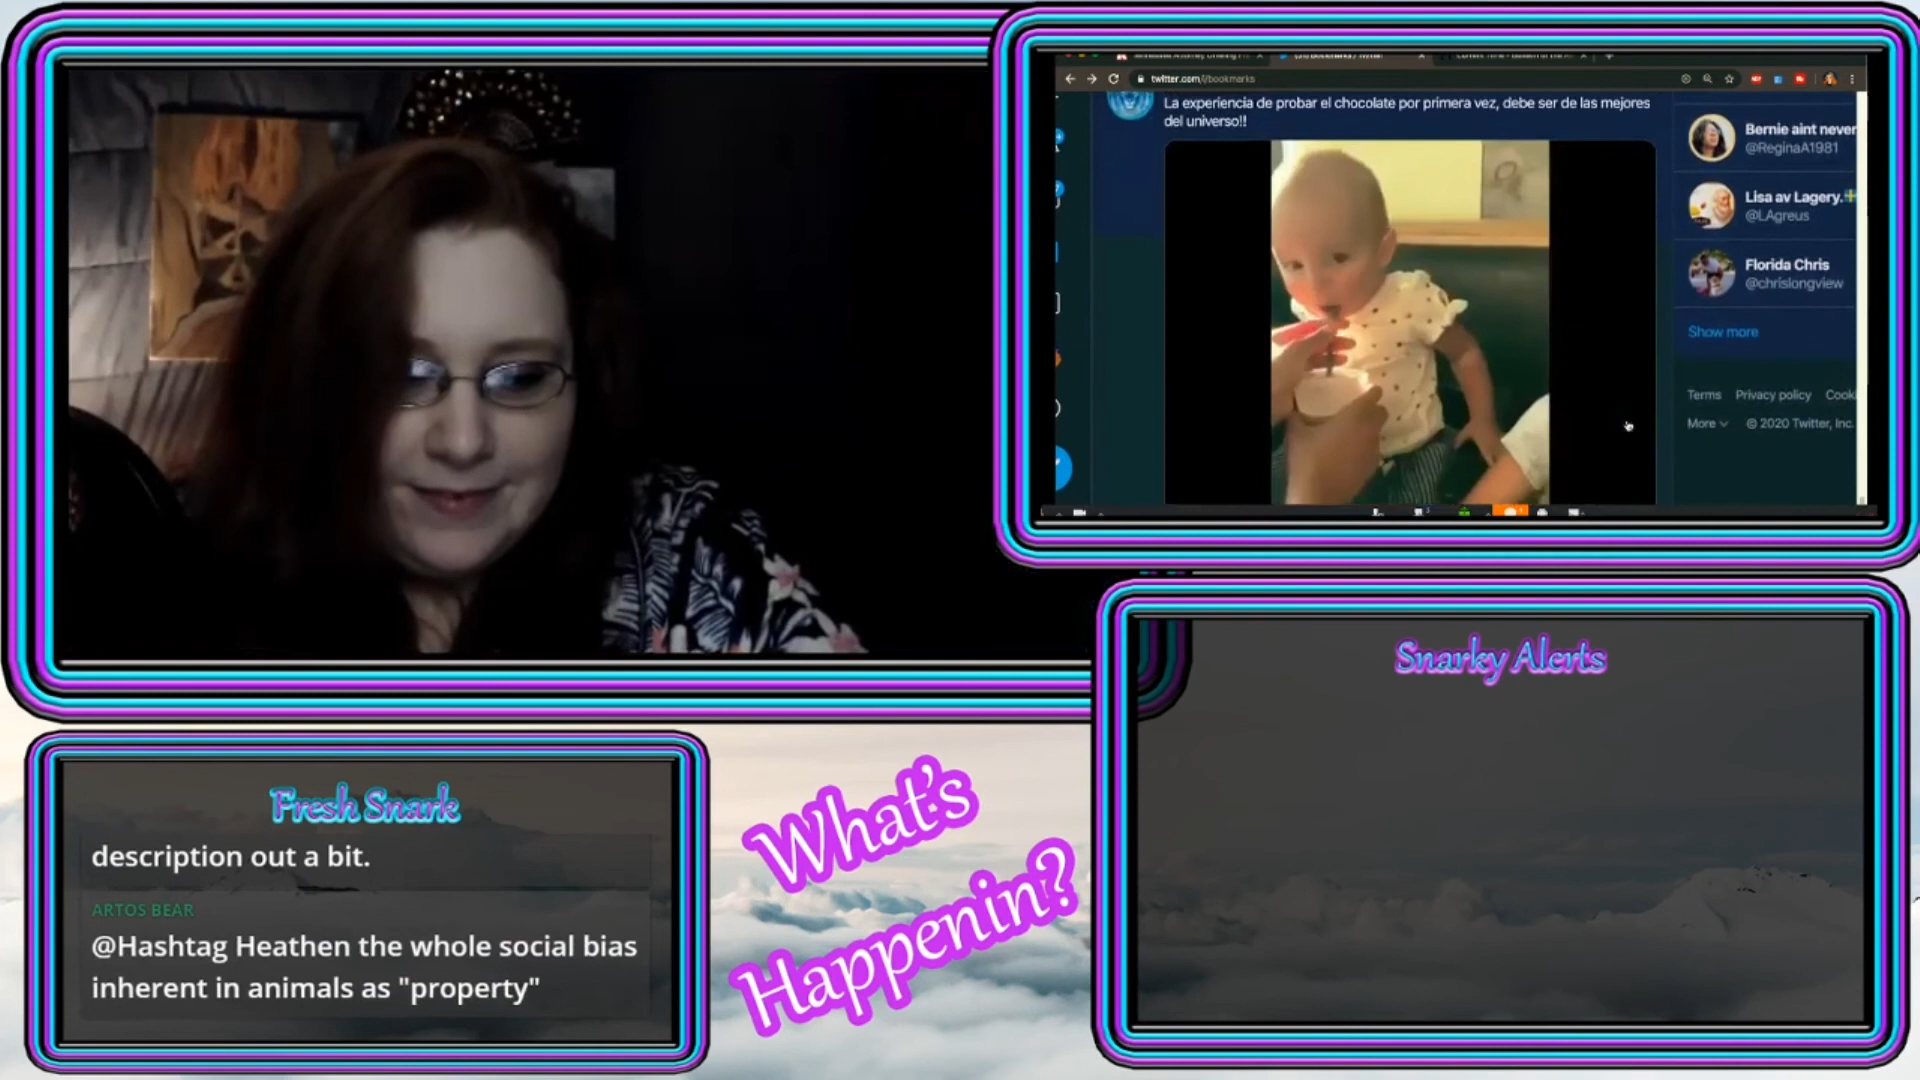 twitter.com/i/bookmarks
La experiencia de probar el chocolate por primera vez, debe ser de las mejores
del universo!!
Bernie aint never
@ReginaA1981
Lisa av Lagery.
@LAgreus
Florida Chris
@chrislongview
Show more
Terms Privacy policy Cooki
More © 2020 Twitter, Inc.
Snarky Alerts
Fresh Snark
description out a bit.
ARTOS BEAR
@Hashtag Heathen the whole social bias
inherent in animals as "property"
What's
Happenin?